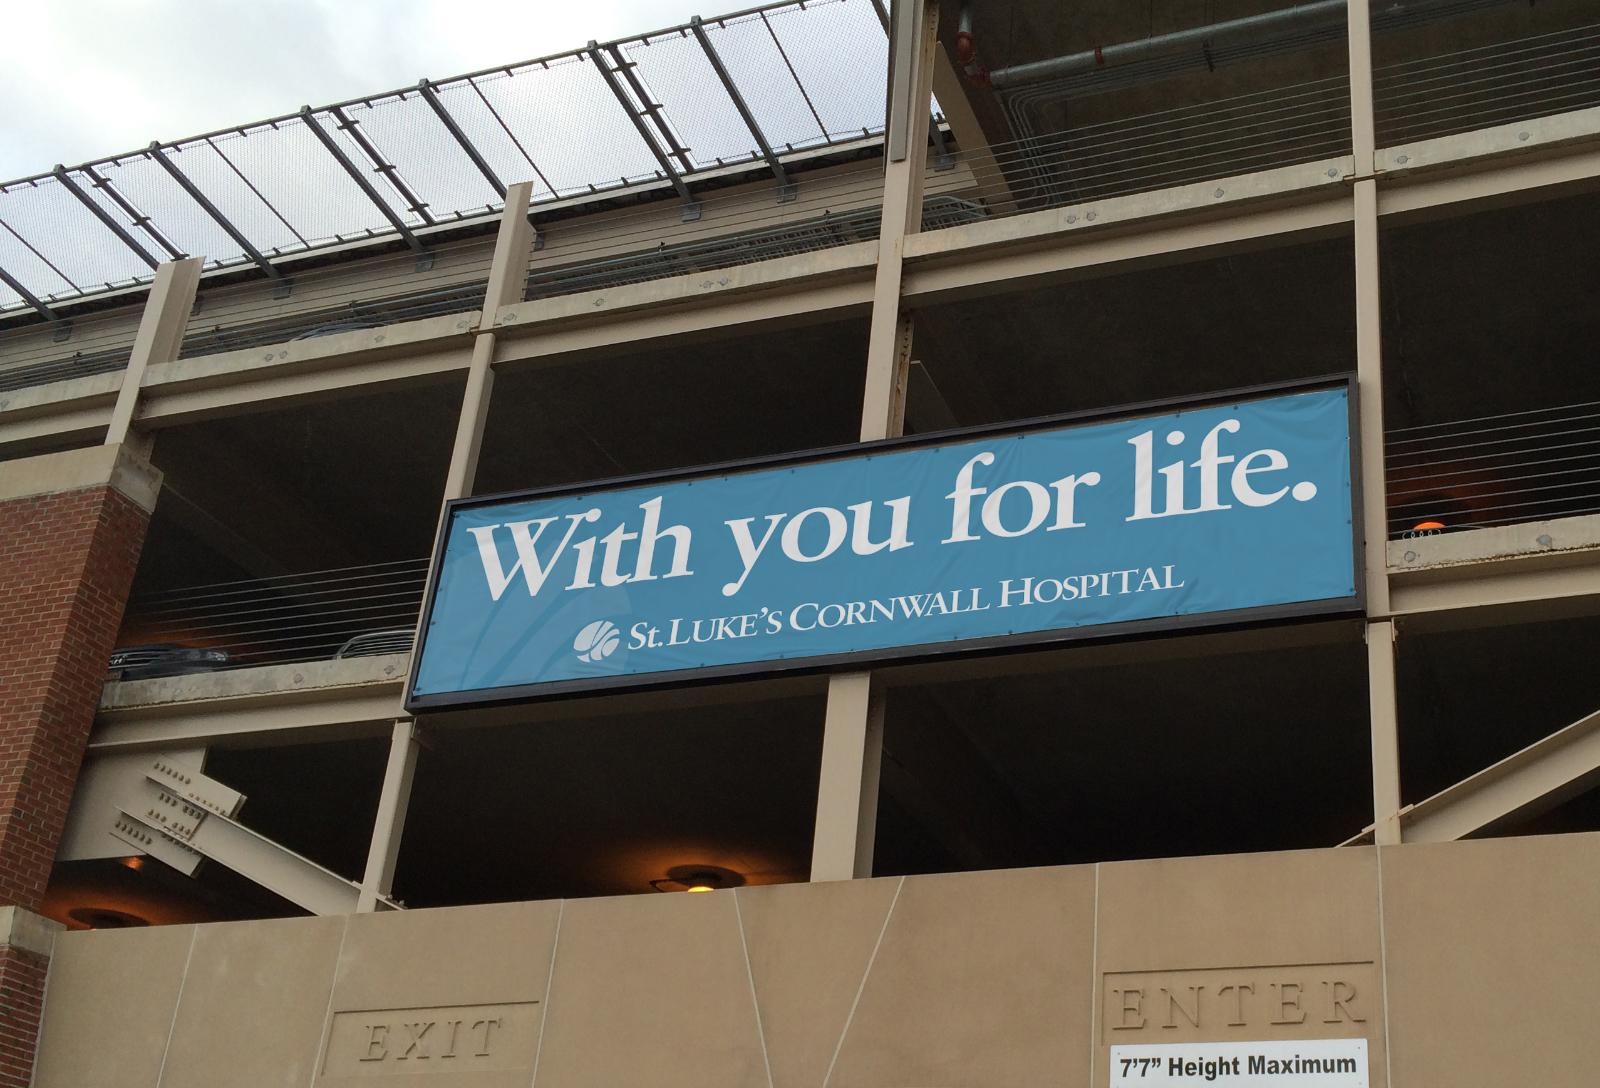 With you for life.
St. Luke's Cornwall Hospital
EXIT
ENTER
7'7” Height Maximum